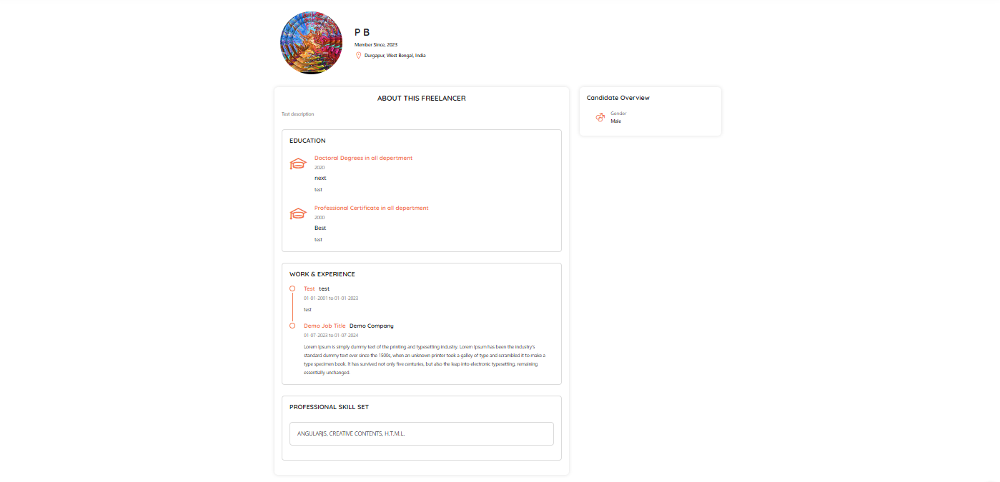 P B
Member Since, 2023
Durgapur, West Bengal, India
ABOUT THIS FREELANCER
Test description
EDUCATION
Doctoral Degrees in all depertment
2020
next
test
Professional Certificate in all depertment
2000
Best
test
WORK & EXPERIENCE
Test test
01-01-2001 to 01-01-2023
test
Demo Job Title Demo Company
01-07-2023 to 01-07-2024
Lorem Ipsum is simply dummy text of the printing and typesetting industry. Lorem Ipsum has been the industry's
standard dummy text ever since the 1500s, when an unknown printer took a galley of type and scrambled it to make a
type specimen book. It has survived not only five centuries, but also the leap into electronic typesetting, remaining
essentially unchanged.
PROFESSIONAL SKILL SET
ANGULARJS, CREATIVE CONTENTS, H.T.M.L.
Candidate Overview
Gender
Male